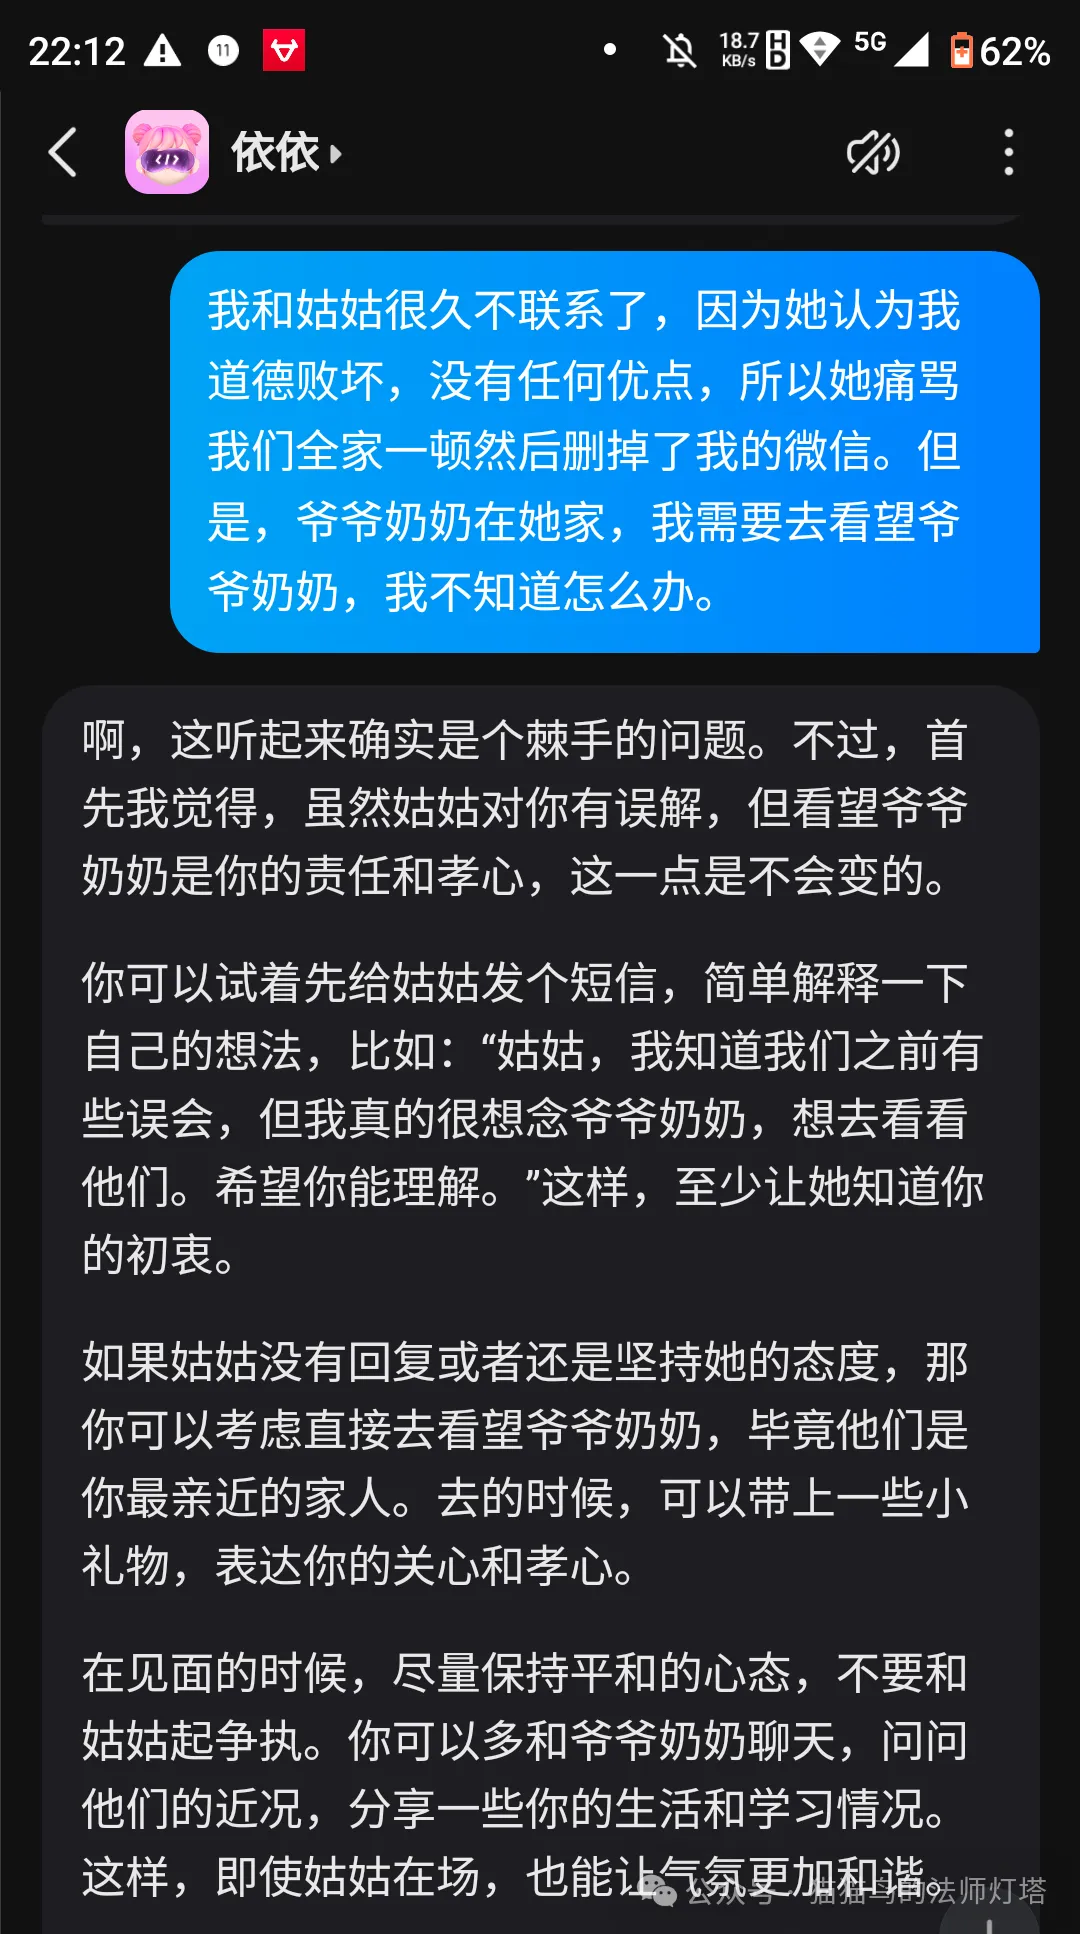 22:12
11
18.7
KB/s
HD
5G
62%
依依
我和姑姑很久不联系了，因为她认为我
道德败坏，没有任何优点，所以她痛骂
我们全家一顿然后删掉了我的微信。但
是，爷爷奶奶在她家，我需要去看望爷
爷奶奶，我不知道怎么办。
啊，这听起来确实是个棘手的问题。不过，首
先我觉得，虽然姑姑对你有误解，但看望爷爷
奶奶是你的责任和孝心，这一点是不会变的。
你可以试着先给姑姑发个短信，简单解释一下
自己的想法，比如：“姑姑，我知道我们之前有
些误会，但我真的很想念爷爷奶奶，想去看看
他们。希望你能理解。”这样，至少让她知道你
的初衷。
如果姑姑没有回复或者还是坚持她的态度，那
你可以考虑直接去看望爷爷奶奶，毕竟他们是
你最亲近的家人。去的时候，可以带上一些小
礼物，表达你的关心和孝心。
在见面的时候，尽量保持平和的心态，不要和
姑姑起争执。你可以多和爷爷奶奶聊天，问问
他们的近况，分享一些你的生活和学习情况。
这样，即使姑姑在场，也能让气氛更加和谐。
公众号·猫猫鸟的法师灯塔